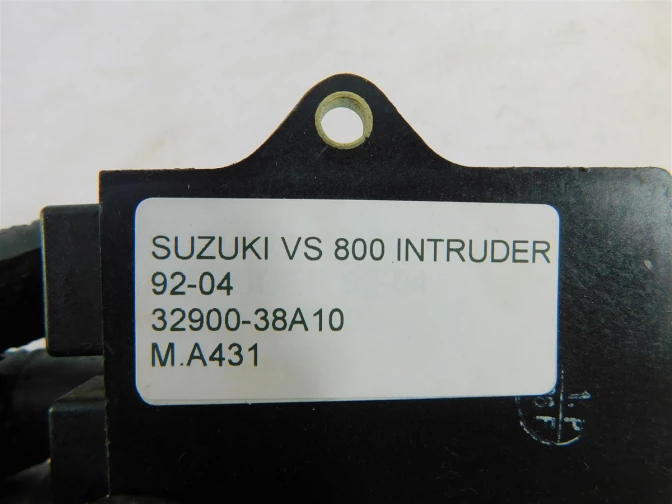 SUZUKI VS 800 INTRUDER
92-04
32900-38A10
M.A431